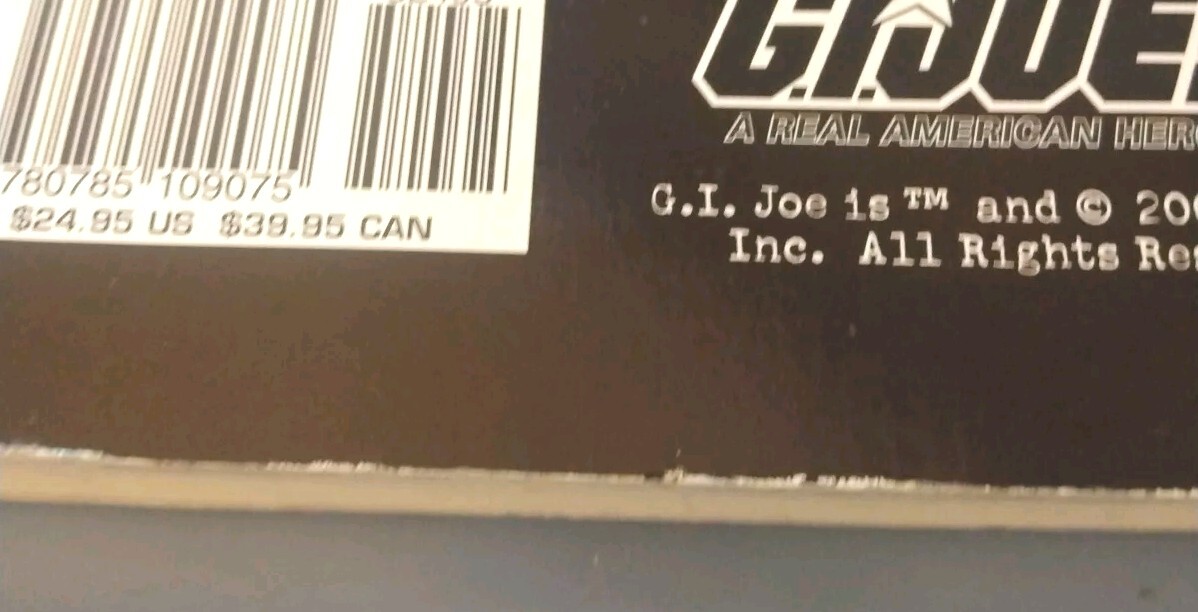 G.I. JOE
A REAL AMERICAN
780785 109075
$24.95 US $39.95 CAN
G.I. Joe is ™ and ©
Inc. All Rights